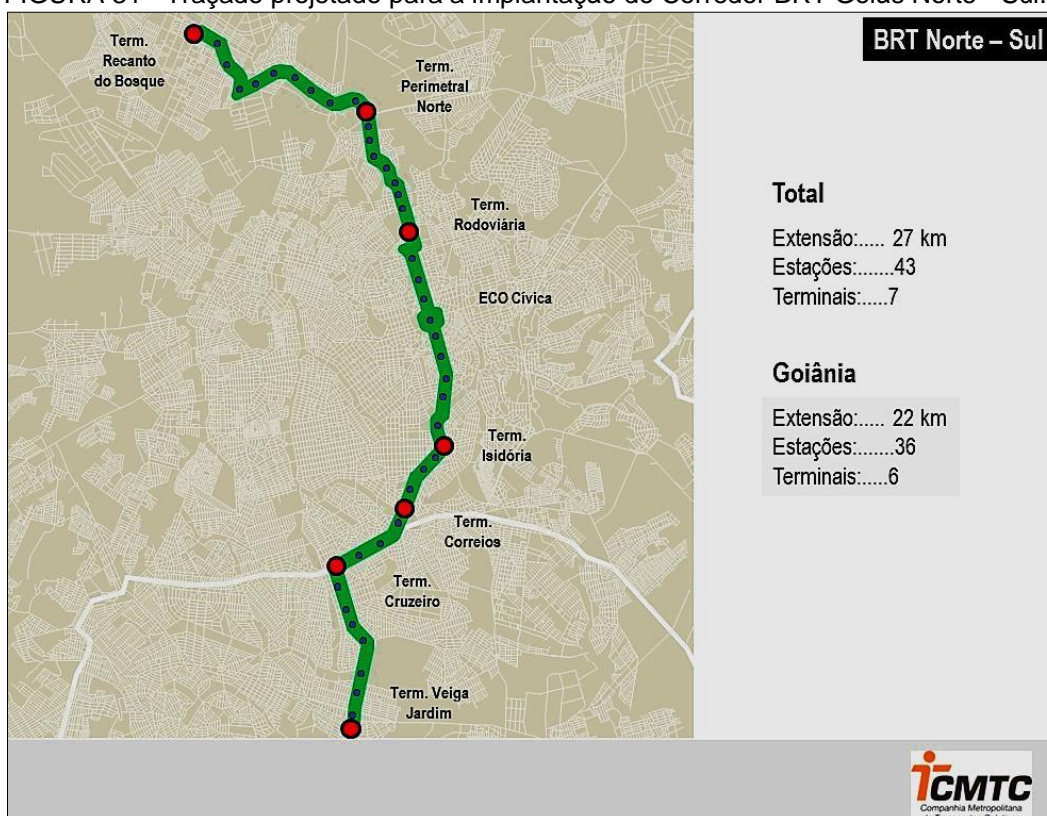 BRT Norte – Sul
Term.
Recanto
do Bosque
Term.
Perimetral
Norte
Term.
Rodoviária
ECO Cívica
Term.
Isidória
Term.
Correios
Term.
Cruzeiro
Term. Veiga
Jardim
Total
Extensão:..... 27 km
Estações:.......43
Terminais:.....7
Goiânia
Extensão:..... 22 km
Estações:.......36
Terminais:.....6
CMTC
Companhia Metropolitana